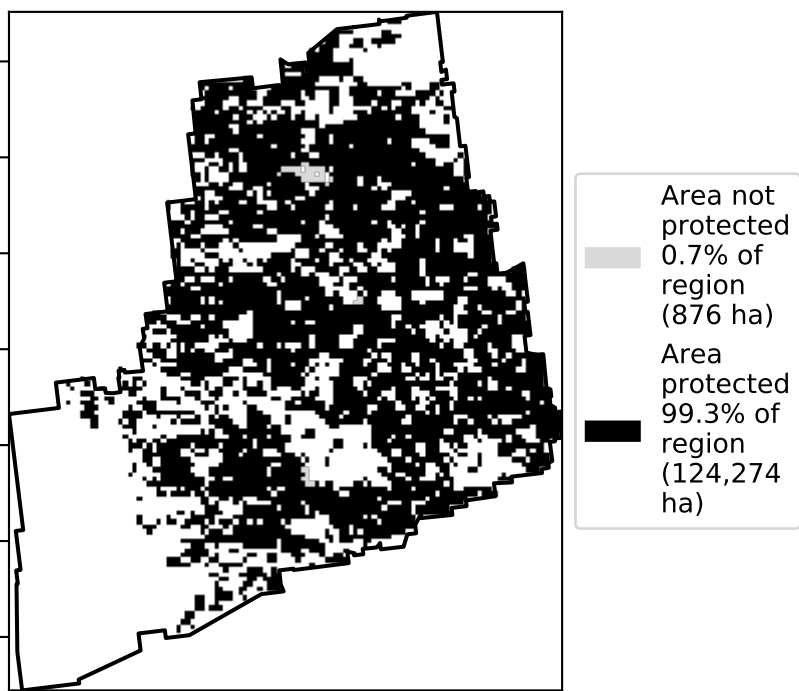 Area not
protected
0.7% of
region
(876 ha)
Area
protected
99.3% of
region
(124,274
ha)